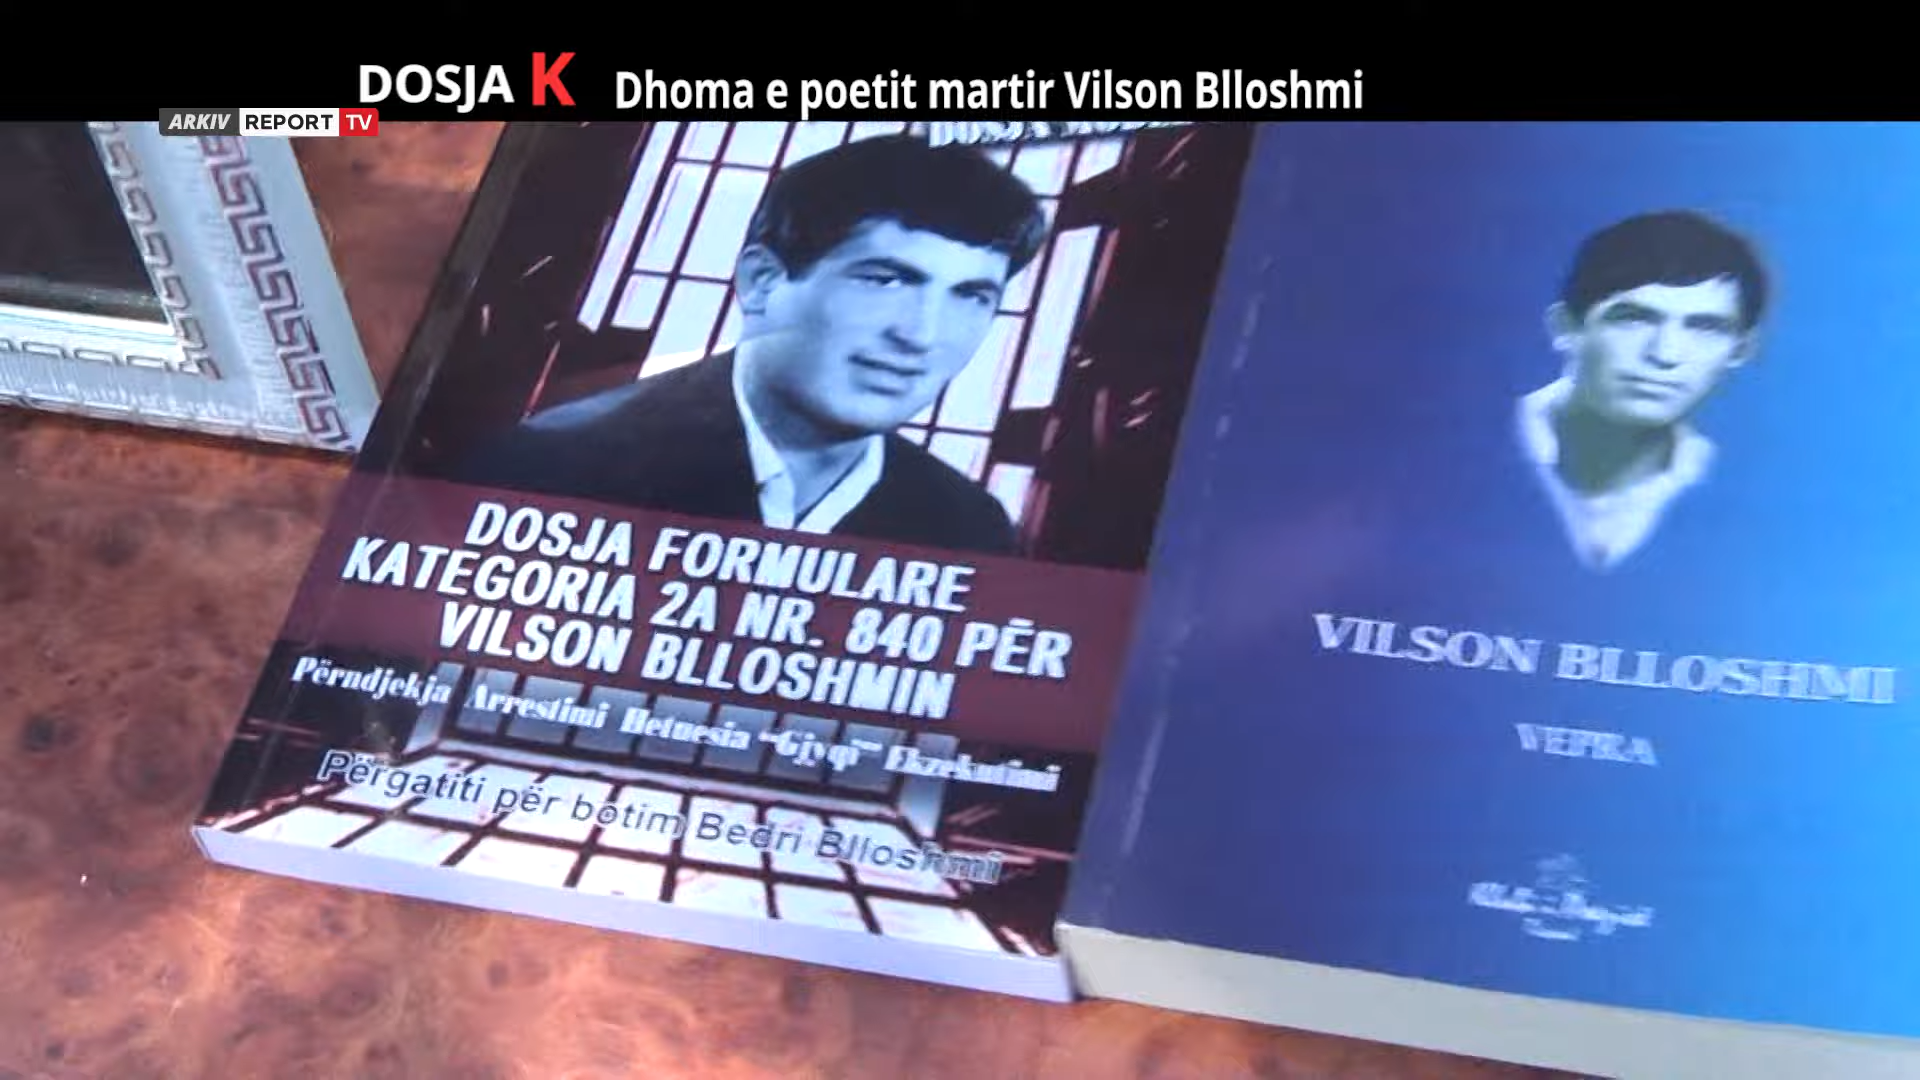 DOSJA K Dhoma e poetit martir Vilson Blloshmi
ARKIV REPORT TV
DOSJA FORMULARE
KATEGORIA 2A NR. 840 PËR
VILSON BLLOSHMIN
Përndjekja Arrestimi Hetuesia "Gjyqi" Ekzekutimi
Përgatiti për botim Bedri Blloshmi
VILSON BLLOSHMI
VEPRA